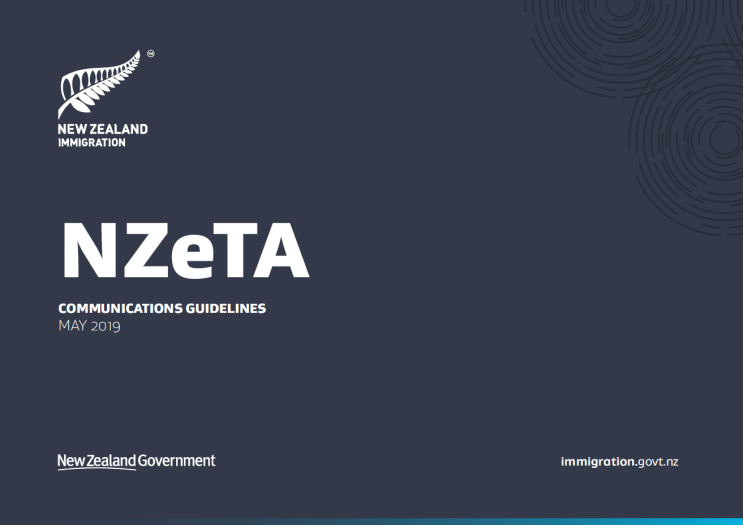 NEW ZEALAND
IMMIGRATION
NZeTA
COMMUNICATIONS GUIDELINES
MAY 2019
New Zealand Government
immigration.govt.nz